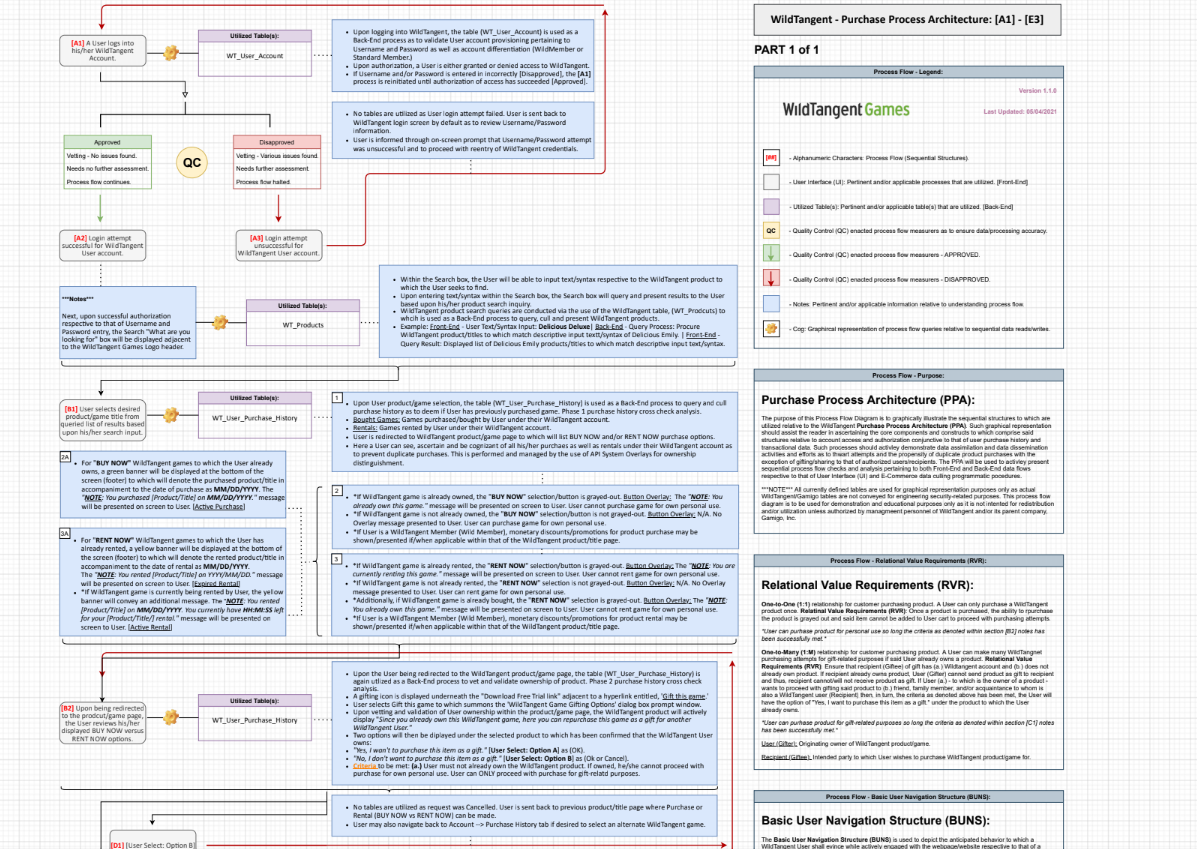 [A1] A User logs into
his/her WildTangent
Account.
Utilized Table(s):
WT_User_Account
• Upon logging into WildTangent, the table (WT_User_Account) is used as a
Back-End process as to validate User account provisioning pertaining to
Username and Password as well as account differentiation (WildMember or
Standard Member.)
• Upon authorization, a User is either granted or denied access to WildTangent.
• If Username and/or Password is entered in incorrectly [Disapproved], the [A1]
process is reinitiated until authorization of access has succeeded [Approved].
• No tables are utilized as User login attempt failed. User is sent back to
WildTangent login screen by default as to review Username/Password
information.
• User is informed through on-screen prompt that Username/Password attempt
was unsuccessful and to proceed with reentry of WildTangent credentials.
Approved
Vetting - No issues found.
Needs no further assessment.
Process flow continues.
QC
Disapproved
Vetting - Various issues found.
Needs further assessment.
Process flow halted.
[A2] Login attempt
successful for WildTangent
User account.
[A3] Login attempt
unsuccessful for
WildTangent User account.
***Notes***
Next, upon successful authorization
respective to that of Username and
Password entry, the Search "What are you
looking for" box will be displayed adjacent
to the WildTangent Games Logo header.
Utilized Table(s):
WT_Products
• Within the Search box, the User will be able to input text/syntax respective to the WildTangent product to
which the User seeks to find.
• Upon entering text/syntax within the Search box, the Search box will query and present results to the User
based upon his/her product search inquiry.
• WildTangent product search queries are conducted via the use of the WildTangent table, (WT_Prodcuts) to
which is used as a Back-End process to query, cull and present WildTangent products.
• Example: Front-End - User Text/Syntax Input: Delicious Deluxe| Back-End - Query Process: Procure
WildTangent product/titles to which match descriptive input text/syntax of Delicious Emily. | Front-End -
Query Result: Displayed list of Delicious Emily products/titles to which match descriptive input text/syntax.
[B1] User selects desired
product/game title from
queried list of results based
upon his/her search input.
Utilized Table(s):
WT_User_Purchase_History
1
• Upon User product/game selection, the table (WT_User_Purchase_History) is used as a Back-End process to query and cull
purchase history as to deem if User has previously purchased game. Phase 1 purchase history cross check analysis.
• Bought Games: Games purchased/bought by User under their WildTangent account.
• Rentals: Games rented by User under their WildTangent account.
• User is redirected to WildTangent product/game page to which will list BUY NOW and/or RENT NOW purchase options.
• Here a User can see, ascertain and be cognizant of all his/her purchases as well as rentals under their WildTangent account as
to prevent duplicate purchases. This is performed and managed by the use of API System Overlays for ownership
distinguishment.
2A
• For "BUY NOW" WildTangent games to which the User already
owns, a green banner will be displayed at the bottom of the
screen (footer) to which will denote the purchased product/title in
accompaniment to the date of purchase as MM/DD/YYYY. The
"NOTE: You purchased [Product/Title] on MM/DD/YYYY." message
will be presented on screen to User. [Active Purchase]
2
• *If WildTangent game is already owned, the "BUY NOW" selection/button is grayed-out. Button Overlay: The "NOTE: You
already own this game." message will be presented on screen to User. User cannot purchase game for own personal use.
• *If WildTangent game is not already owned, the "BUY NOW" selection/button is not grayed-out. Button Overlay: N/A. No
Overlay message presented to User. User can purchase game for own personal use.
• *If User is a WildTangent Member (Wild Member), monetary discounts/promotions for product purchase may be
shown/presented if/when applicable within that of the WildTangent product/title page.
3A
• For "RENT NOW" WildTangent games to which the User has
already rented, a yellow banner will be displayed at the bottom of
the screen (footer) to which will denote the rented product/title in
accompaniment to the date of rental as MM/DD/YYYY.
The "NOTE: You rented [Product/Title] on YYYY/MM/DD." message
will be presented on screen to User. [Expired Rental]
• *If WildTangent game is currently being rented by User, the yellow
banner will convey an additional message. The "NOTE: You rented
[Product/Title] on MM/DD/YYYY. You currently have HH:MI:SS left
for your [Product/Title/] rental." message will be presented on
screen to User. [Active Rental]
3
• *If WildTangent game is already rented, the "RENT NOW" selection/button is grayed-out. Button Overlay: The "NOTE: You are
currently renting this game." message will be presented on screen to User. User cannot rent game for own personal use.
• *If WildTangent game is not already rented, the "RENT NOW" selection is grayed-out. Button Overlay: N/A. No Overlay
message presented to User. User can rent game for own personal use.
• *Additionally, if WildTangent game is already bought, the "RENT NOW" selection is grayed-out. Button Overlay: The "NOTE:
You already own this game." message will be presented on screen to User. User cannot rent game for own personal use.
• *If User is a WildTangent Member (Wild Member), monetary discounts/promotions for product rental may be
shown/presented if/when applicable within that of the WildTangent product/title page.
[B2] Upon being redirected
to the product/game page,
the User reviews his/her
displayed BUY NOW versus
RENT NOW options.
Utilized Table(s):
WT_User_Purchase_History
• Upon the User being redirected to the WildTangent product/game page, the table (WT_User_Purchase_History) is
again utilized as a Back-End process to vet and validate ownership of product. Phase 2 purchase history cross check
analysis.
• A gifting icon is displayed underneath the "Download Free Trial link" adjacent to a hyperlink entitled, 'Gift this game.'
• User selects Gift this game to which summons the 'WildTangent Game Gifting Options' dialog box prompt window.
• Upon vetting and validation of User ownership within the product/game page, the WildTangent product will actively
display "Since you already own this WildTangent game, here you can repurchase this game as a gift for another
WildTangent User."
• Two options will then be diplayed under the selected product to which has been confirmed that the WildTangent User
owns:
• "Yes, I wan't to purchase this item as a gift." [User Select: Option A] as (OK).
• "No, I don't want to purchase this item as a gift." [User Select: Option B] as (Ok or Cancel).
• Criteria to be met: (a.) User must not already own the WildTangent product. If owned, he/she cannot proceed with
purchase for own personal use. User can ONLY proceed with purchase for gift-relatd purposes.
• No tables are utilized as request was Cancelled. User is sent back to previous product/title page where Purchase or
Rental (BUY NOW vs RENT NOW) can be made.
• User may also navigate back to Account --> Purchase History tab if desired to select an alternate WildTangent game.
[D1] [User Select: Option B]
WildTangent - Purchase Process Architecture: [A1] - [E3]
PART 1 of 1
Process Flow - Legend:
Version 1.1.0
WildTangent Games
Last Updated: 06/04/2021
[##] - Alphanumeric Characters: Process Flow (Sequential Structures).
- User Interface (UI): Pertinent and/or applicable processes that are utilized. [Front-End]
- Utilized Table(s): Pertinent and/or applicable table(s) that are utilized. [Back-End]
QC - Quality Control (QC) enacted process flow measurers as to ensure data/processing accuracy.
- Quality Control (QC) enacted process flow measurers - APPROVED.
- Quality Control (QC) enacted process flow measurers - DISAPPROVED.
- Notes: Pertinent and/or applicable information relative to understanding process flow.
- Cog: Graphical representation of process flow queries relative to sequential data reads/writes.
Process Flow - Purpose:
Purchase Process Architecture (PPA):
The purpose of this Process Flow Diagram is to graphically illustrate the sequential structures to which are
utilized relative to the WildTangent Purchase Process Architecture (PPA). Such graphical representation
should assist the reader in ascertaining the core components and constructs to which comprise said
structures relative to account access and authorization conjunctive to that of user purchase history and
transactional data. Such processes should activley demonstrate data assimilation and data dissemination
activities and efforts as to thwart attempts and the propensity of duplicate product purchases with the
exception of gifting/sharing to that of authorized users/recipients. The PPA will be used to activley present
sequential process flow checks and analysis pertaining to both Front-End and Back-End data flows
respective to that of User Interface (UI) and E-Commerce data culling programmatic procedures.
***NOTE*** All currently defined tables are used for graphical representation purposes only as actual
WildTangent/Gamigo tables are not conveyed for engineering security-related purposes. This process flow
diagram is to be used for demonstration and educational purposes only as it is not intented for redistribution
and/or utilization unless authorized by managment personnel of WildTangent and/or its parent company,
Gamigo, Inc.
Process Flow - Relational Value Requirements (RVR):
Relational Value Requirements (RVR):
One-to-One (1:1) relationship for customer purchasing product. A User can only purchase a WildTangent
product once. Relational Value Requirements (RVR): Once a product is purchased, the ability to rpurchase
the product is grayed out and said item cannot be added to User cart to proceed with purchasing attempts.
"User can purhase product for personal use so long the criteria as denoted within section [B2] notes has
been successfully met."
One-to-Many (1:M) relationship for customer purchasing product. A User can make many WildTangnet
purchasing attempts for gift-related purposes if said User already owns a product. Relational Value
Requirements (RVR): Ensure that recipient (Giftee) of gift has (a.) Wildtangent account and (b.) does not
already own product. If recipient already owns product, User (Gifter) cannot send product as gift to recipient
and thus, recipient cannot/will not receive product as gift. If User (a.) - to which is the owner of a product -
wants to proceed with gifting said product to (b.) friend, family member, and/or acquaintance to whom is
also a WildTangent User (Recipient) then, in turn, the criteria as denoted above has been met, the User will
have the option of "Yes, I want to purchase this item as a gift," under the product to which the User
already owns.
"User can purhase product for gift-related purposes so long the criteria as denoted within section [C1] notes
has been successfully met."
User (Gifter): Originating owner of WildTangent product/game.
Recipient (Giftee): Intended party to which User wishes to purchase WildTangent product/game for.
Process Flow - Basic User Navigation Structure (BUNS):
Basic User Navigation Structure (BUNS):
The Basic User Navigation Structure (BUNS) is used to depict the anticipated behavior to which a
WildTangent User shall evince while actively engaged with the webpage/website respective to that of a